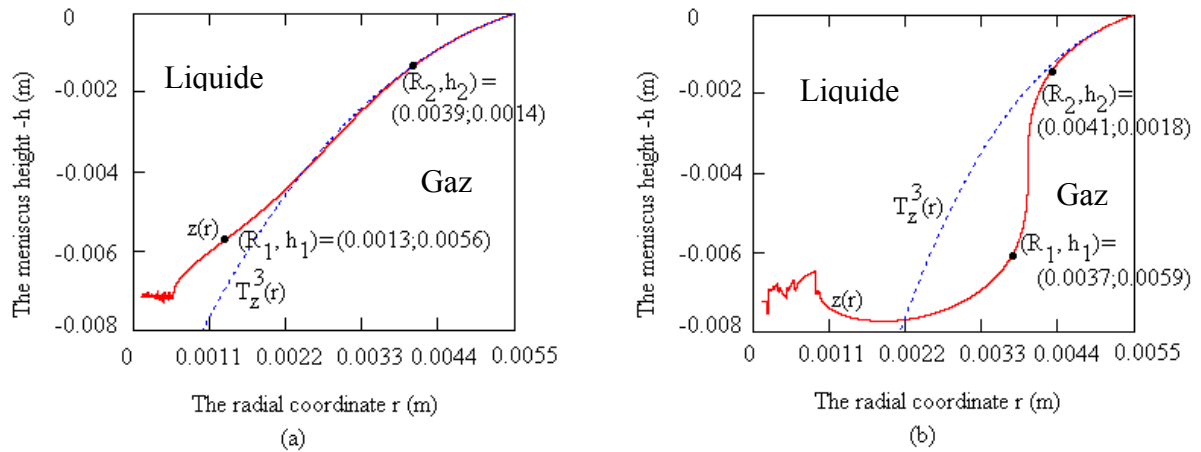 The meniscus height -h (m)
0
-0.002
-0.004
-0.006
-0.008
Liquide
(R₂,h₂)=
(0.0039;0.0014)
Gaz
z(r)
(R₁, h₁)=(0.0013;0.0056)
T_z^3(r)
0 0.0011 0.0022 0.0033 0.0044 0.0055
The radial coordinate r (m)
(a)
The meniscus height -h (m)
0
-0.002
-0.004
-0.006
-0.008
Liquide
(R₂,h₂)=
(0.0041;0.0018)
T_z^3(r)
Gaz
(R₁,h₁)=
(0.0037;0.0059)
z(r)
0 0.0011 0.0022 0.0033 0.0044 0.0055
The radial coordinate r (m)
(b)